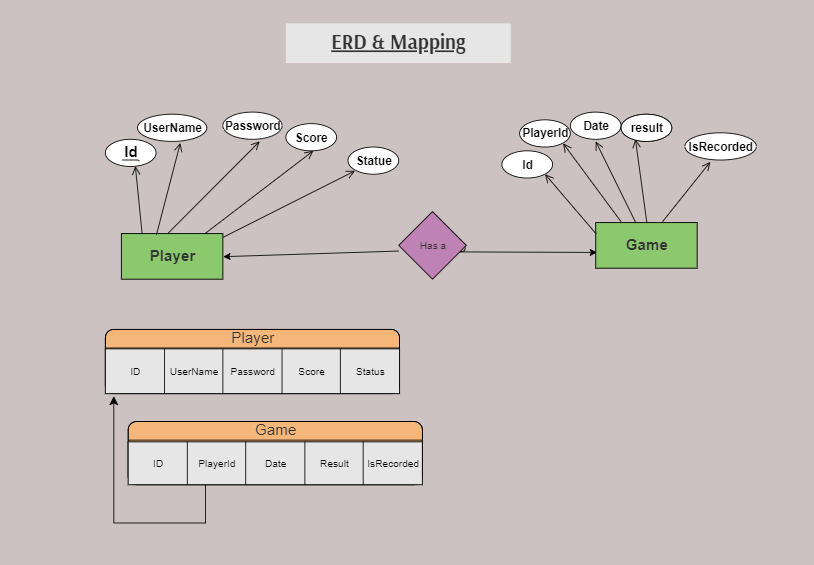 ERD & Mapping
Id
UserName
Password
Score
Statue
Id
PlayerId
Date
result
IsRecorded
Player
Has a
Game
Player
ID UserName Password Score Status
Game
ID PlayerId Date Result IsRecorded